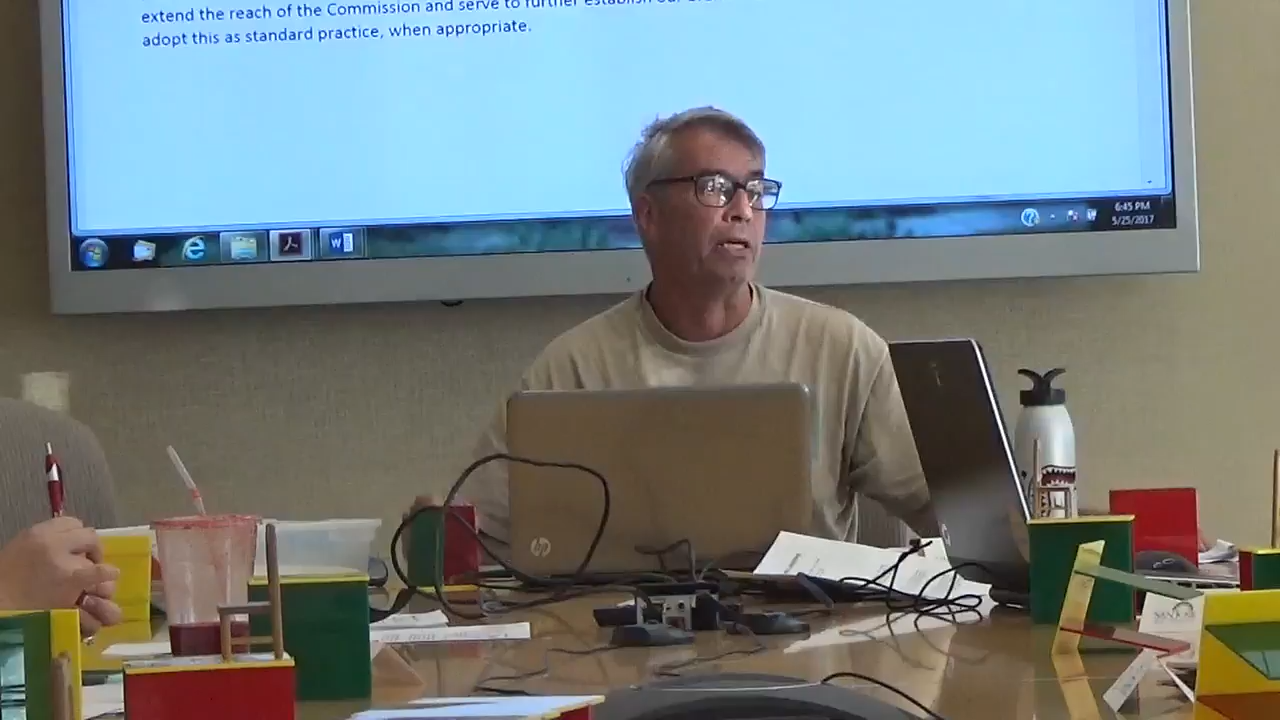 extend the reach of the Commission and serve to further establish
adopt this as standard practice, when appropriate.
6:45 PM
5/25/2017
W
hp